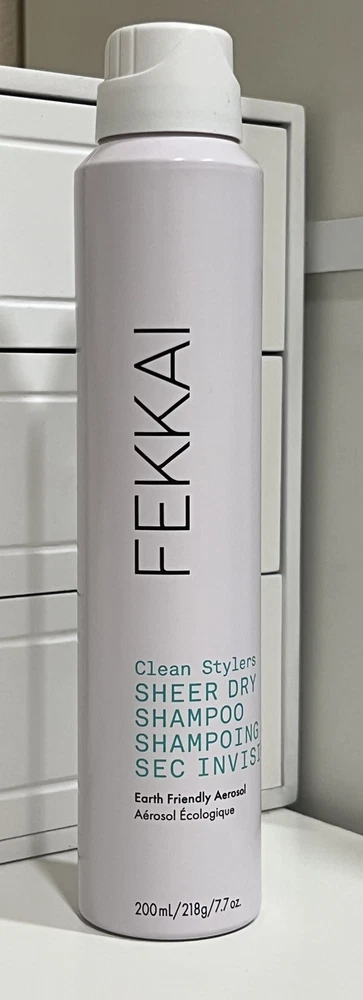 FEKKAI
Clean Stylers
SHEER DRY
SHAMPOO
SHAMPOING
SEC INVISI
Earth Friendly Aerosol
Aérosol Écologique
200mL/218g/7.7 oz.